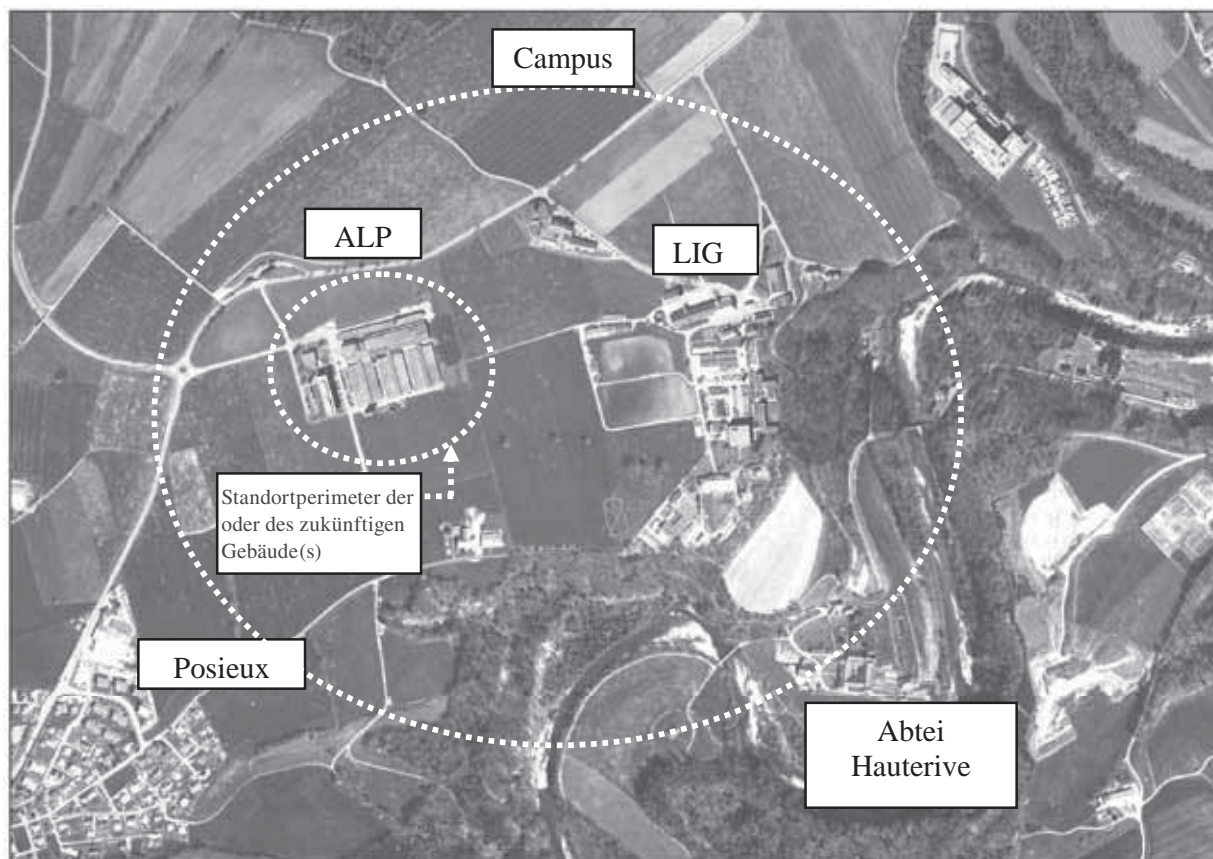 Campus
ALP
LIG
Standortperimeter der
oder des zukünftigen
Gebäude(s)
Posieux
Abtei
Hauterive